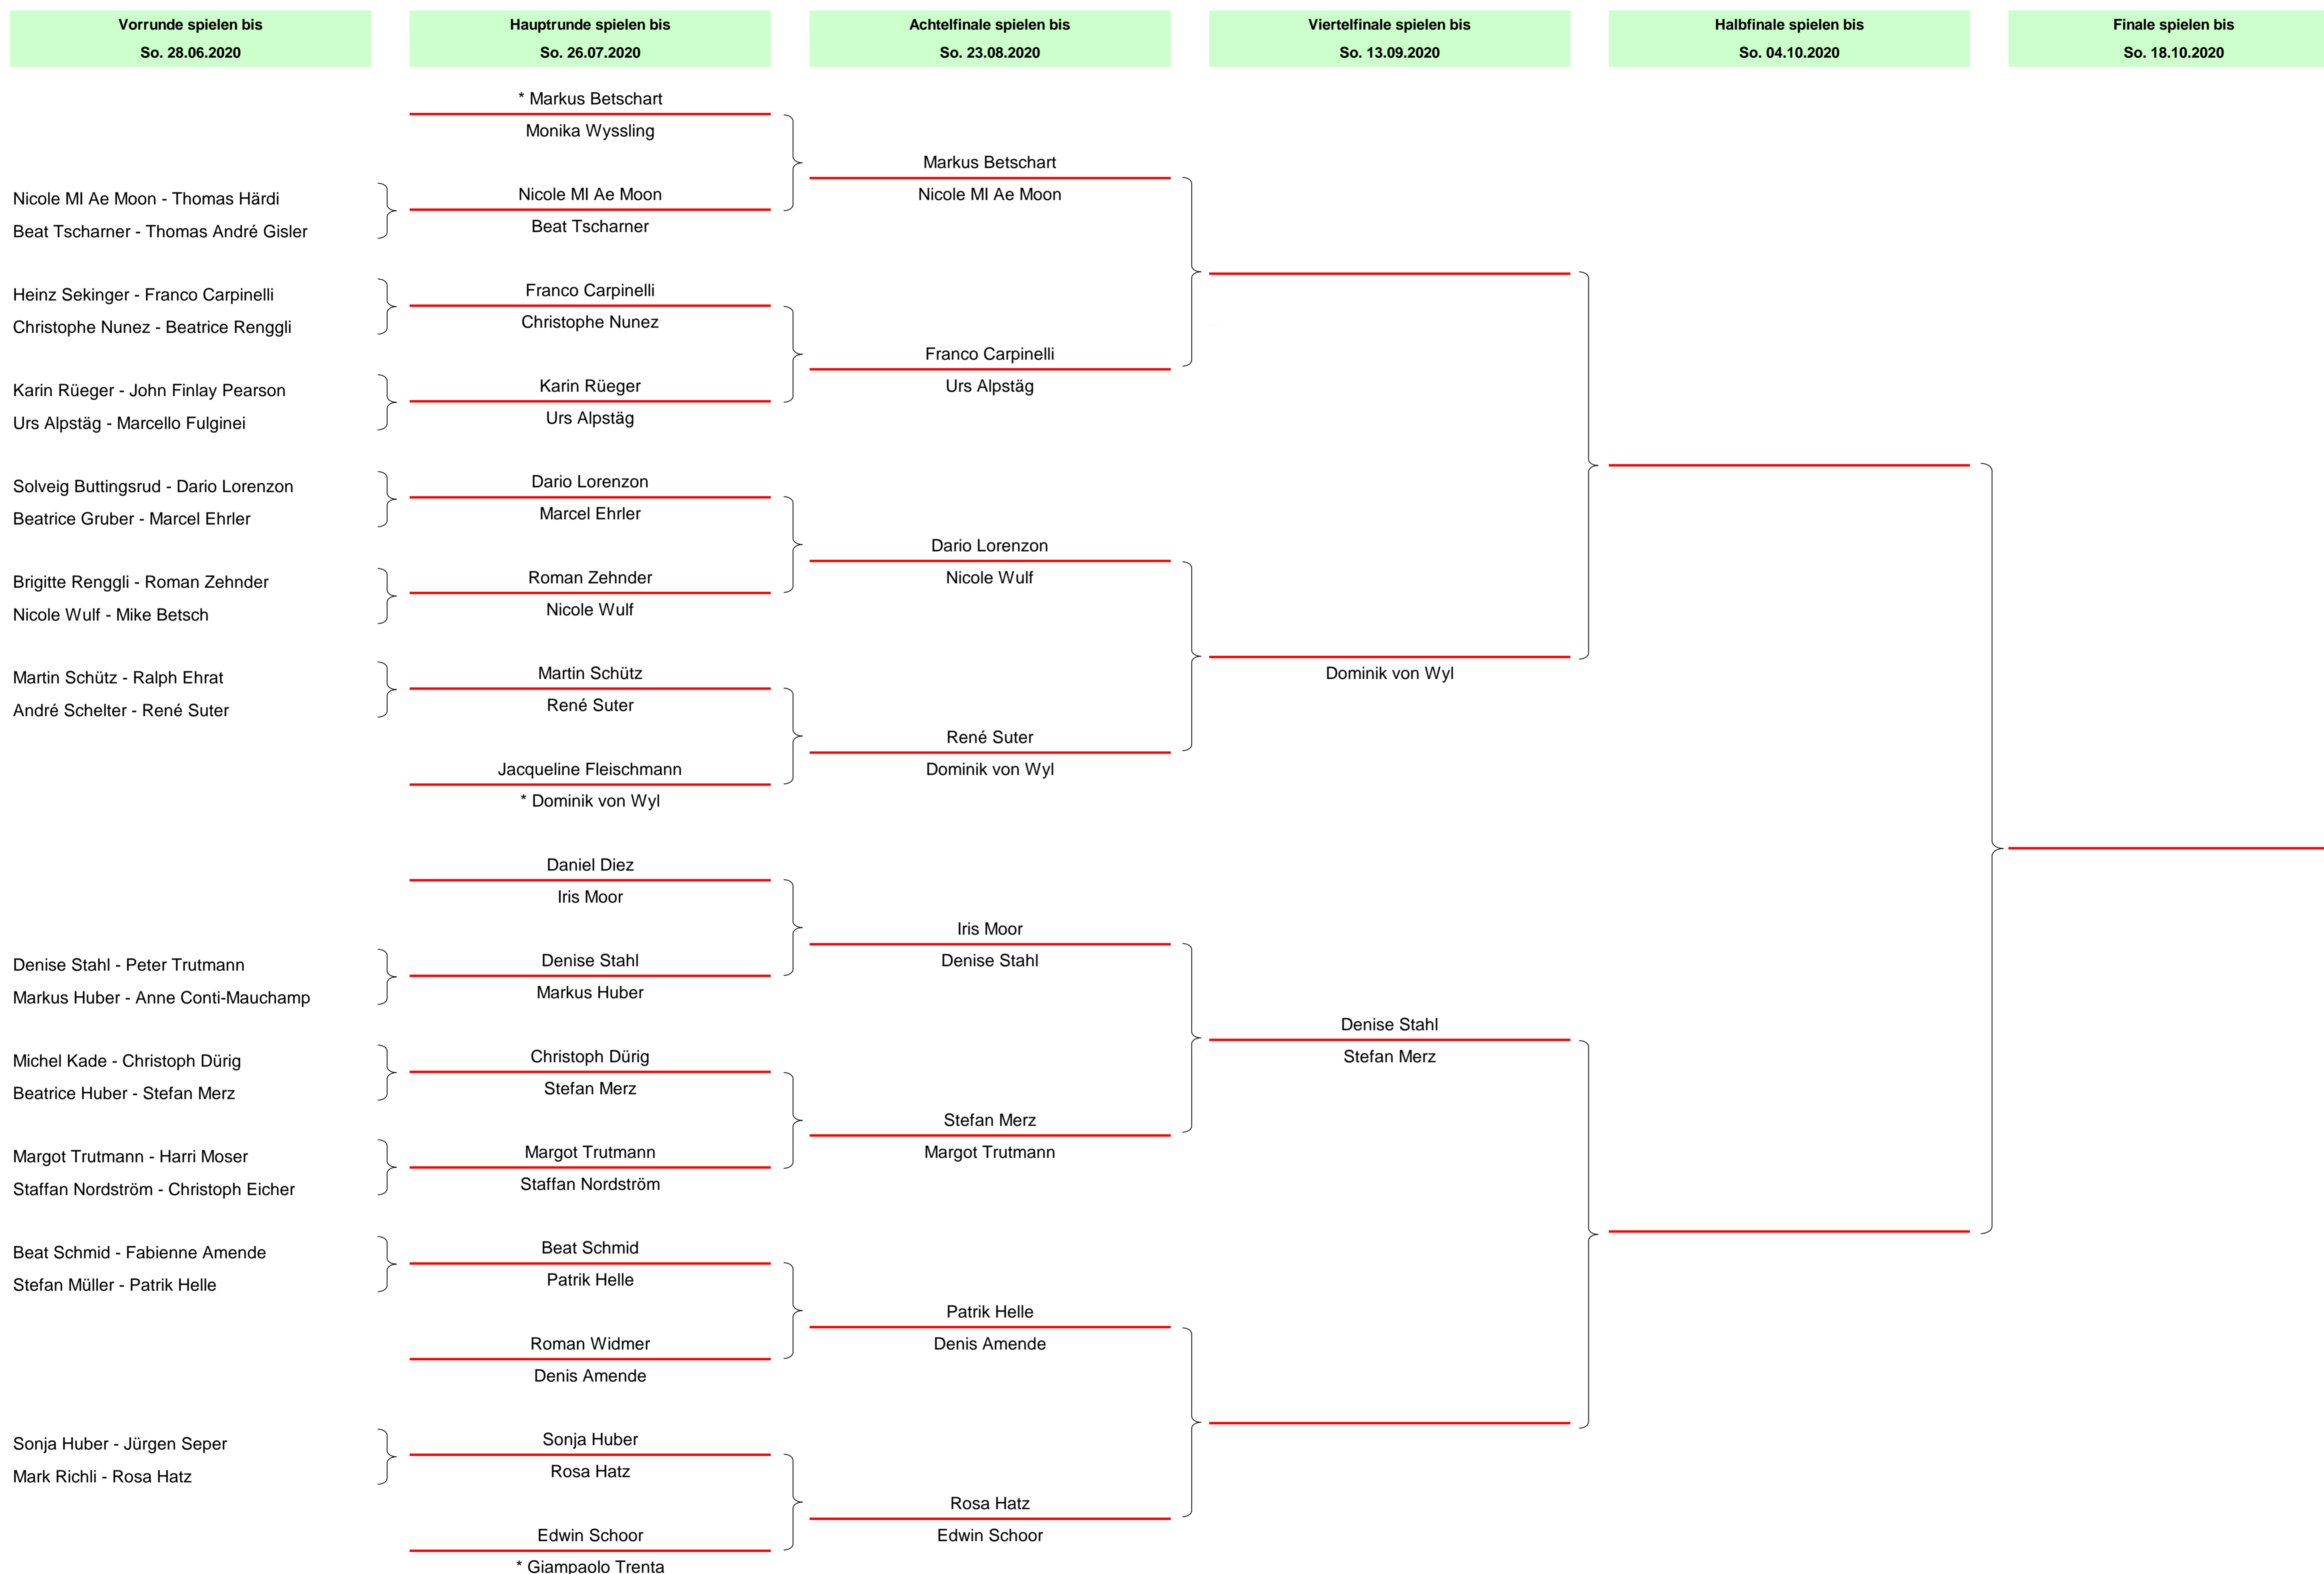 Vorrunde spielen bis
So. 28.06.2020
Hauptrunde spielen bis
So. 26.07.2020
Achtelfinale spielen bis
So. 23.08.2020
Viertelfinale spielen bis
So. 13.09.2020
Halbfinale spielen bis
So. 04.10.2020
Finale spielen bis
So. 18.10.2020
Nicole MI Ae Moon - Thomas Härdi
Beat Tscharner - Thomas André Gisler
Heinz Sekinger - Franco Carpinelli
Christophe Nunez - Beatrice Renggli
Karin Rüeger - John Finlay Pearson
Urs Alpstäg - Marcello Fulginei
Solveig Buttingsrud - Dario Lorenzon
Beatrice Gruber - Marcel Ehrler
Brigitte Renggli - Roman Zehnder
Nicole Wulf - Mike Betsch
Martin Schütz - Ralph Ehrat
André Schelter - René Suter
Denise Stahl - Peter Trutmann
Markus Huber - Anne Conti-Mauchamp
Michel Kade - Christoph Dürig
Beatrice Huber - Stefan Merz
Margot Trutmann - Harri Moser
Staffan Nordström - Christoph Eicher
Beat Schmid - Fabienne Amende
Stefan Müller - Patrik Helle
Sonja Huber - Jürgen Seper
Mark Richli - Rosa Hatz
* Markus Betschart
Monika Wyssling
Nicole MI Ae Moon
Beat Tscharner
Franco Carpinelli
Christophe Nunez
Karin Rüeger
Urs Alpstäg
Dario Lorenzon
Marcel Ehrler
Roman Zehnder
Nicole Wulf
Martin Schütz
René Suter
Jacqueline Fleischmann
* Dominik von Wyl
Daniel Diez
Iris Moor
Denise Stahl
Markus Huber
Christoph Dürig
Stefan Merz
Margot Trutmann
Staffan Nordström
Beat Schmid
Patrik Helle
Roman Widmer
Denis Amende
Sonja Huber
Rosa Hatz
Edwin Schoor
* Giampaolo Trenta
Markus Betschart
Nicole MI Ae Moon
Franco Carpinelli
Urs Alpstäg
Dario Lorenzon
Nicole Wulf
René Suter
Dominik von Wyl
Iris Moor
Denise Stahl
Stefan Merz
Margot Trutmann
Patrik Helle
Denis Amende
Rosa Hatz
Edwin Schoor
Dominik von Wyl
Denise Stahl
Stefan Merz